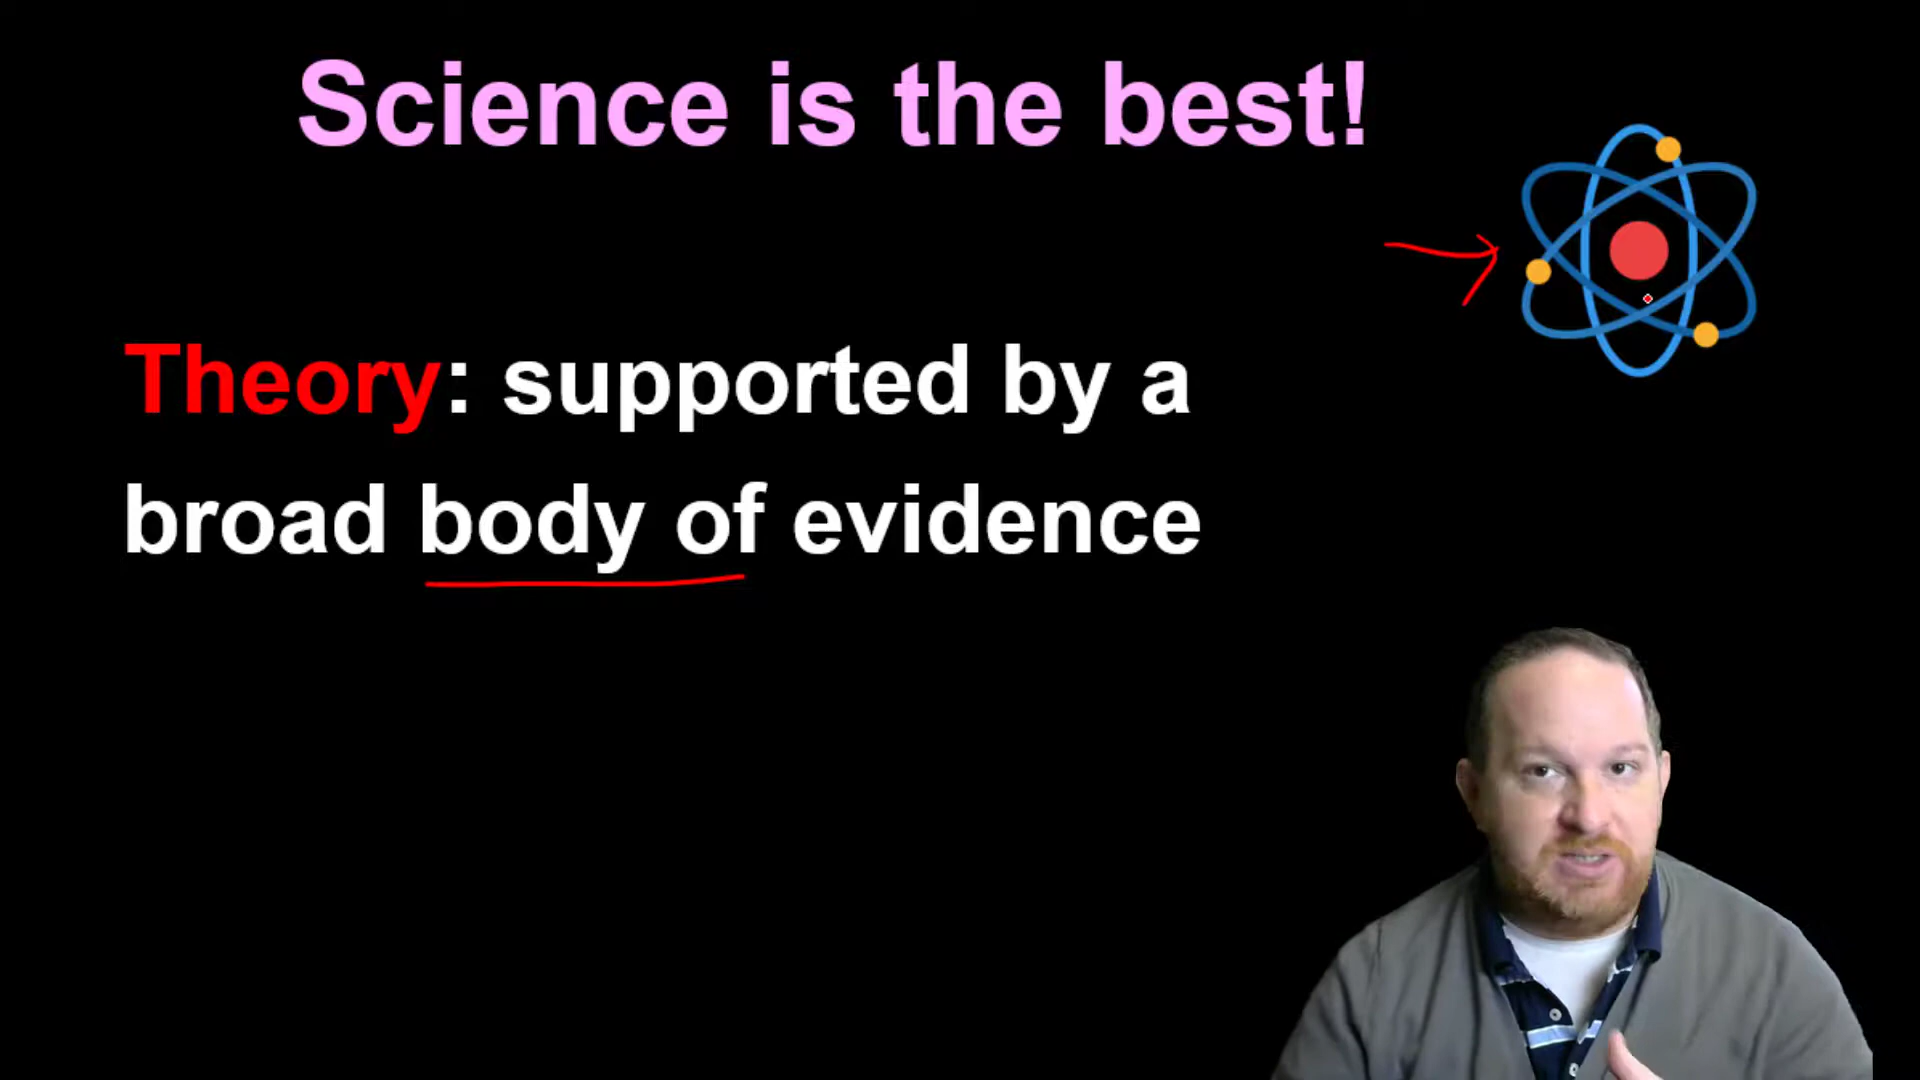 Science is the best!
Theory: supported by a
broad body of evidence